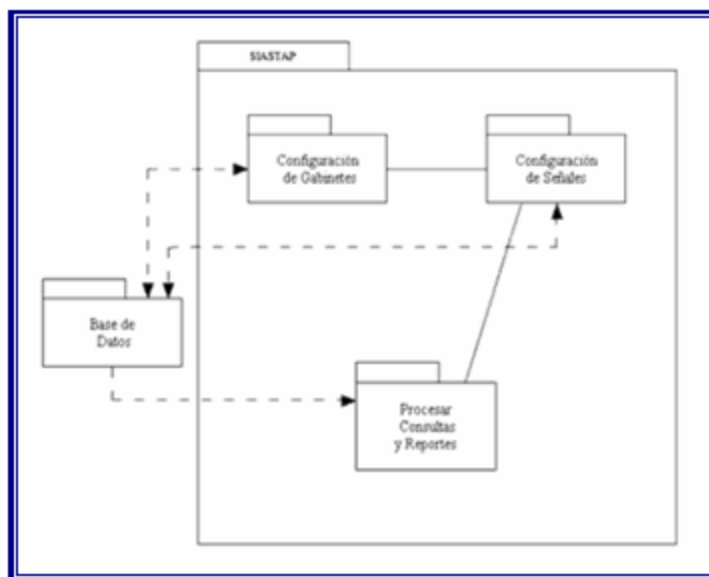 SIASTAP
Configuración
de Gabinetes
Configuración
de Señales
Base de
Datos
Procesar
Consultas
y Reportes